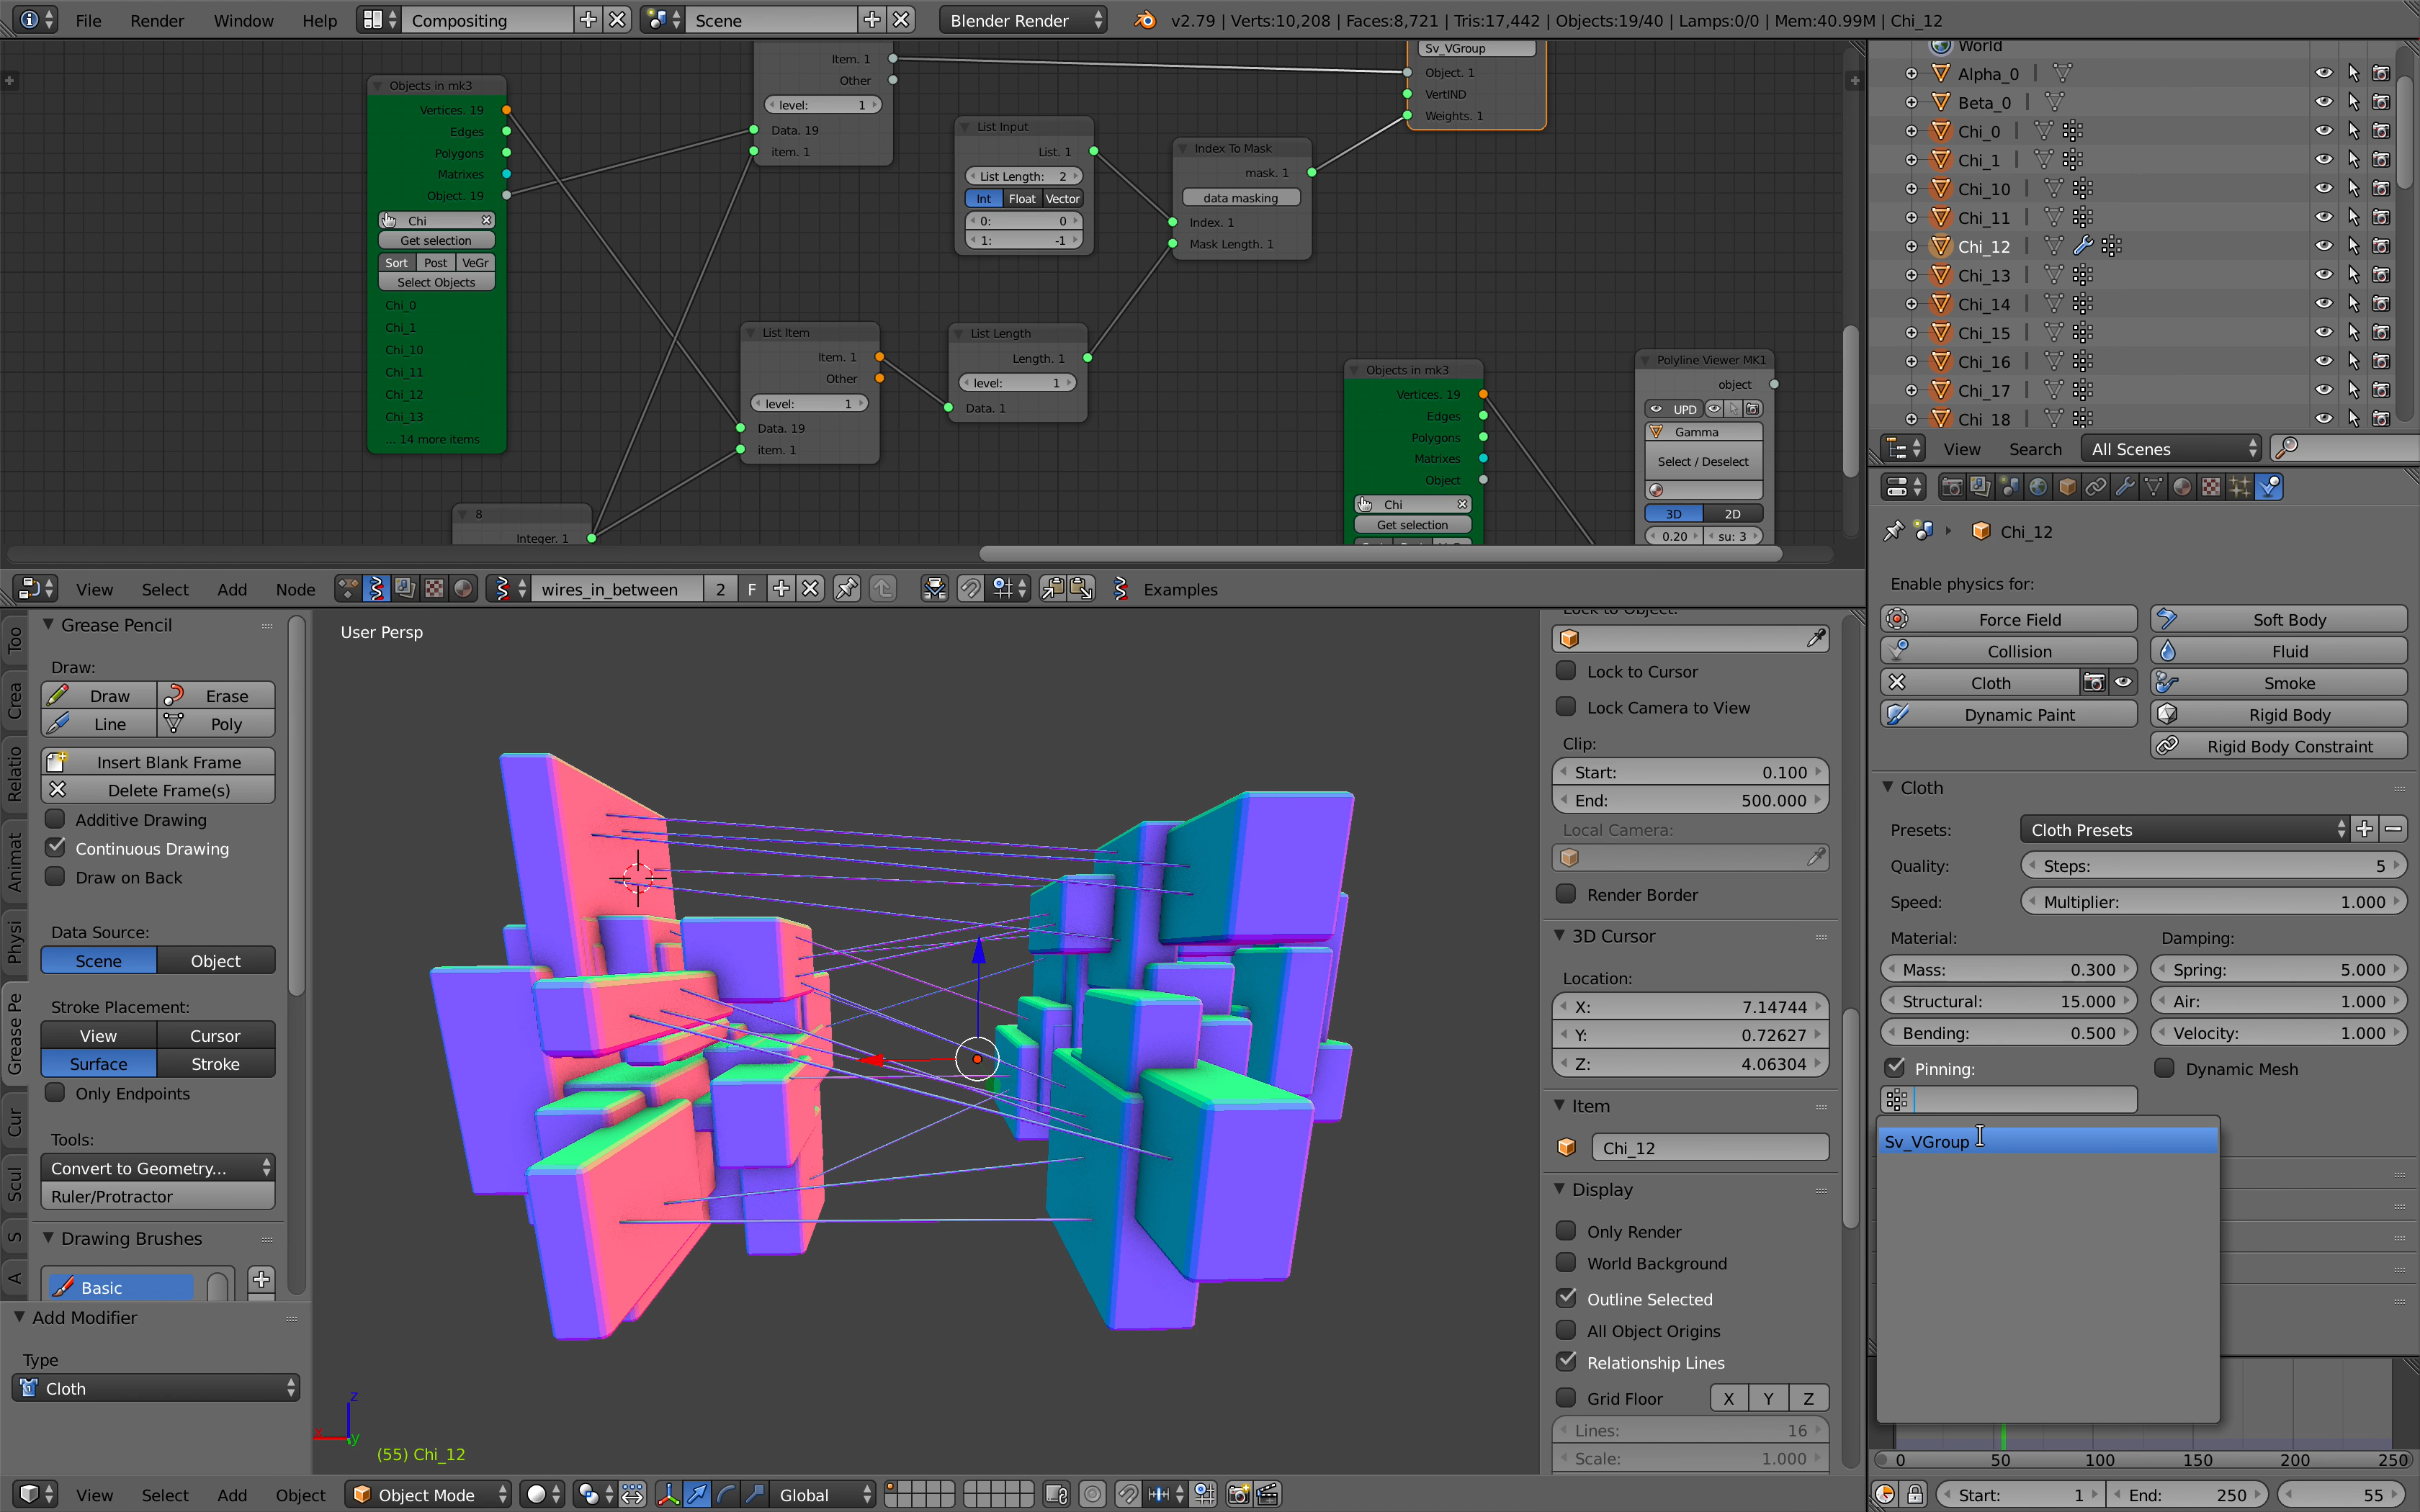 File Render Window Help Compositing Scene Blender Render v2.79 | Verts:10,208 | Faces:8,721 | Tris:17,442 | Objects:19/40 | Lamps:0/0 | Mem:40.99M | Chi_12
Objects in mk3
Vertices. 19
Edges
Polygons
Matrixes
Object. 19
Chi
Get selection
Sort Post VeGr
Select Objects
Chi_0
Chi_1
Chi_10
Chi_11
Chi_12
Chi_13
... 14 more items
Item. 1
Other
level: 1
Data. 19
item. 1
List Input
List. 1
List Length: 2
Int Float Vector
0: 0
1: -1
Index To Mask
mask. 1
data masking
Index. 1
Mask Length. 1
Sv_VGroup
Object. 1
VertIND
Weights. 1
List Item
Item. 1
Other
level: 1
Data. 19
item. 1
List Length
Length. 1
level: 1
Data. 1
8
Integer. 1
Objects in mk3
Vertices. 19
Edges
Polygons
Matrixes
Object
Chi
Get selection
Polyline Viewer MK1
object
UPD
Gamma
Select / Deselect
3D 2D
0.20 su: 3
View Select Add Node wires_in_between 2 F Examples
World
Alpha_0
Beta_0
Chi_0
Chi_1
Chi_10
Chi_11
Chi_12
Chi_13
Chi_14
Chi_15
Chi_16
Chi_17
Chi_18
View Search All Scenes
Chi_12
Enable physics for:
Force Field Soft Body
Collision Fluid
Cloth Smoke
Dynamic Paint Rigid Body
Rigid Body Constraint
Cloth
Presets: Cloth Presets
Quality: Steps: 5
Speed: Multiplier: 1.000
Material: Damping:
Mass: 0.300 Spring: 5.000
Structural: 15.000 Air: 1.000
Bending: 0.500 Velocity: 1.000
Pinning: Dynamic Mesh
Sv_VGroup
0 50 100 150 200 250
Start: 1 End: 250 55
Too
Crea
Relatio
Animat
Physi
Grease Pe
Cur
Scul
S
A
Grease Pencil
Draw:
Draw Erase
Line Poly
Insert Blank Frame
Delete Frame(s)
Additive Drawing
Continuous Drawing
Draw on Back
Data Source:
Scene Object
Stroke Placement:
View Cursor
Surface Stroke
Only Endpoints
Tools:
Convert to Geometry...
Ruler/Protractor
Drawing Brushes
Basic
Add Modifier
Type
Cloth
User Persp
z
y
(55) Chi_12
Lock to Object:
Lock to Cursor
Lock Camera to View
Clip:
Start: 0.100
End: 500.000
Local Camera:
Render Border
3D Cursor
Location:
X: 7.14744
Y: 0.72627
Z: 4.06304
Item
Chi_12
Display
Only Render
World Background
Outline Selected
All Object Origins
Relationship Lines
Grid Floor X Y Z
Lines: 16
Scale: 1.000
View Select Add Object Object Mode Global